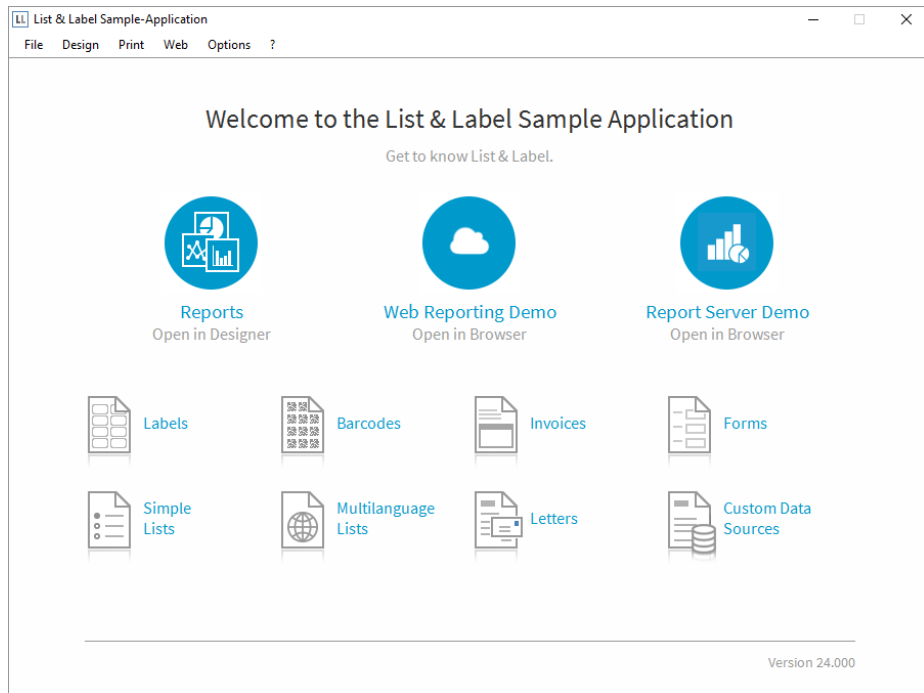 LL List & Label Sample-Application
File Design Print Web Options ?
Welcome to the List & Label Sample Application
Get to know List & Label.
Reports Web Reporting Demo Report Server Demo
Open in Designer Open in Browser Open in Browser
Labels Barcodes Invoices Forms
Simple Lists
Multilanguage Lists
Letters
Custom Data Sources
Version 24.000